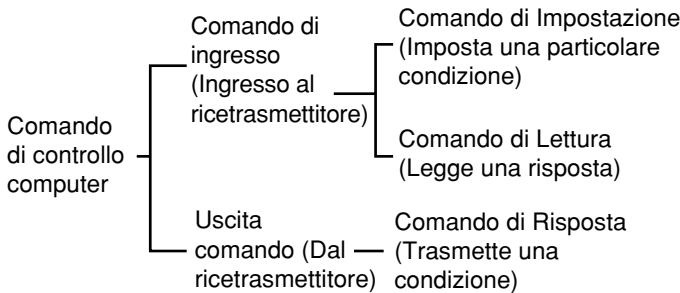 Comando
di controllo
computer
Comando di
ingresso
(Ingresso al
ricetrasmettitore)
Comando di Impostazione
(Imposta una particolare
condizione)
Comando di Lettura
(Legge una risposta)
Uscita
comando (Dal
ricetrasmettitore)
Comando di Risposta
(Trasmette una
condizione)